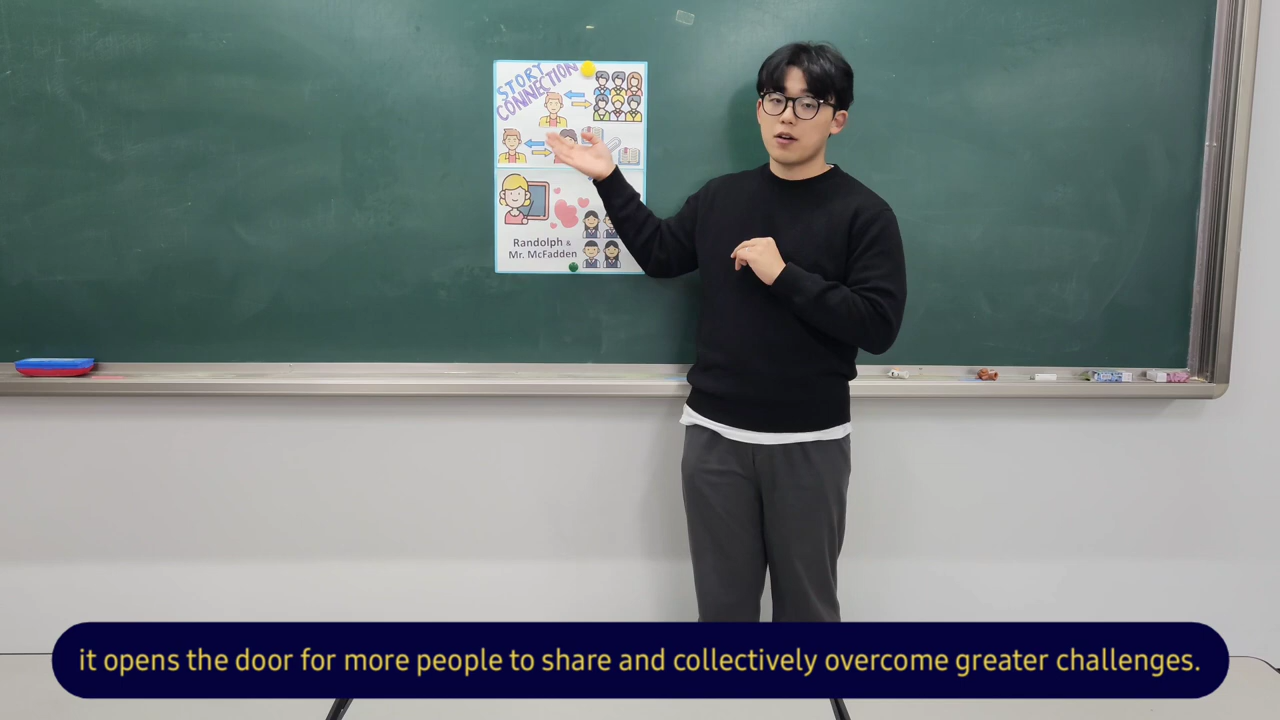 STORY
CONNECTION
Randolph &
Mr. McFadden
it opens the door for more people to share and collectively overcome greater challenges.